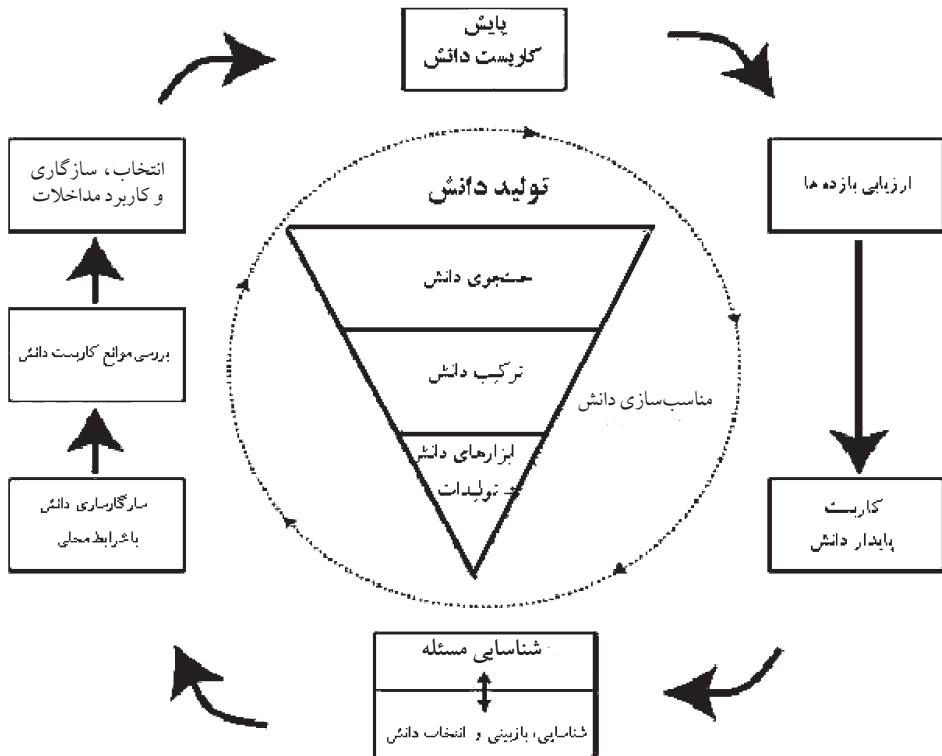 پایش
کاربست دانش
انتخاب، سازگاری
و کاربرد مداخلات
تولید دانش
ارزیابی بازده ها
جستجوی دانش
بررسی موانع کاربست دانش
ترکیب دانش
مناسب‌سازی دانش
ابزارهای دانش
تولیدات
سازگارسازی دانش
با شرایط محلی
کاربست
پایدار دانش
شناسایی مسئله
شناسایی، بازبینی و انتخاب دانش